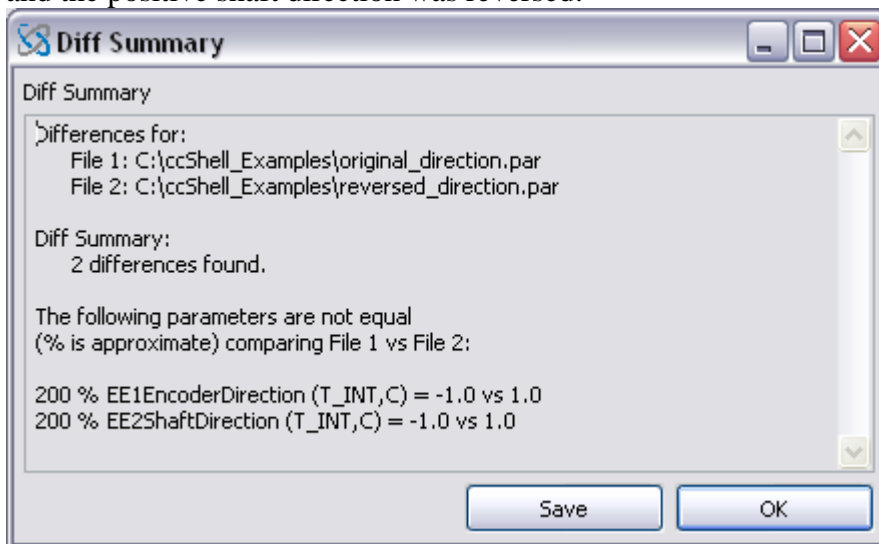 and the positive shaft direction was reversed.
Diff Summary
Diff Summary
Differences for:
File 1: C:\ccShell_Examples\original_direction.par
File 2: C:\ccShell_Examples\reversed_direction.par
Diff Summary:
2 differences found.
The following parameters are not equal
(% is approximate) comparing File 1 vs File 2:
200 % EE1EncoderDirection (T_INT,C) = -1.0 vs 1.0
200 % EE2ShaftDirection (T_INT,C) = -1.0 vs 1.0
Save
OK